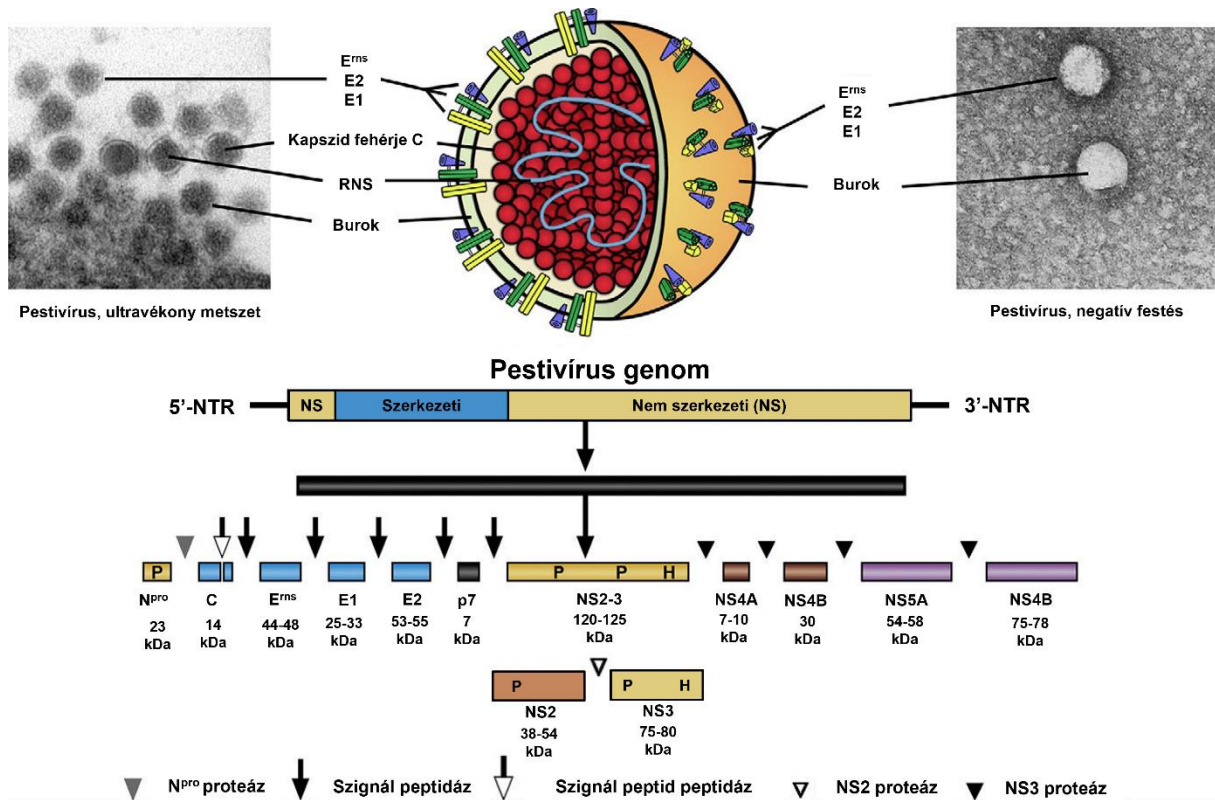 Erns
E2
E1
Kapszid fehérje C
RNS
Burok
Pestivírus, ultravékony metszet
Erns
E2
E1
Burok
Pestivírus, negatív festés
Pestivírus genom
5’-NTR NS Szerkezeti Nem szerkezeti (NS) 3’-NTR
P P P H
Npro C Erns E1 E2 p7 NS2-3 NS4A NS4B NS5A NS4B
23 14 44-48 25-33 53-55 7 120-125 7-10 30 54-58 75-78
kDa kDa kDa kDa kDa kDa kDa kDa kDa kDa kDa
P P H
NS2 NS3
38-54 75-80
kDa kDa
Npro proteáz Szignál peptidáz Szignál peptid peptidáz NS2 proteáz NS3 proteáz